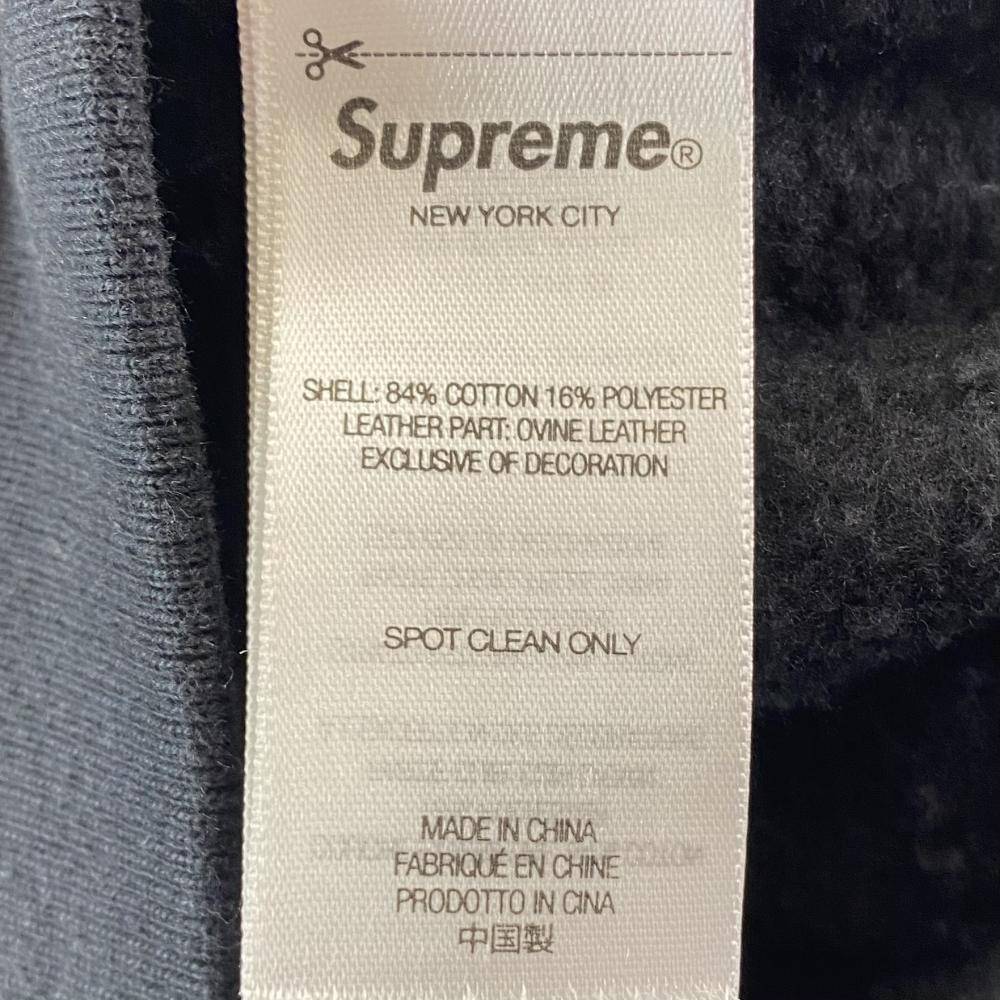 Supreme®
NEW YORK CITY
SHELL: 84% COTTON 16% POLYESTER
LEATHER PART: OVINE LEATHER
EXCLUSIVE OF DECORATION
SPOT CLEAN ONLY
MADE IN CHINA
FABRIQUÉ EN CHINE
PRODOTTO IN CINA
中国製